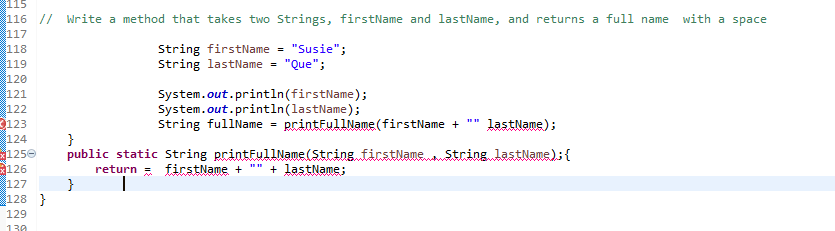 115
116 // Write a method that takes two Strings, firstName and lastName, and returns a full name with a space
117
118 String firstName = "Susie";
119 String lastName = "Que";
120
121 System.out.println(firstName);
122 System.out.println(lastName);
123 String fullName = printFullName(firstName + "" lastName);
124 }
125 public static String printFullName(String firstName , String lastName);{
126 return = firstName + "" + lastName;
127 }
128 }
129
130